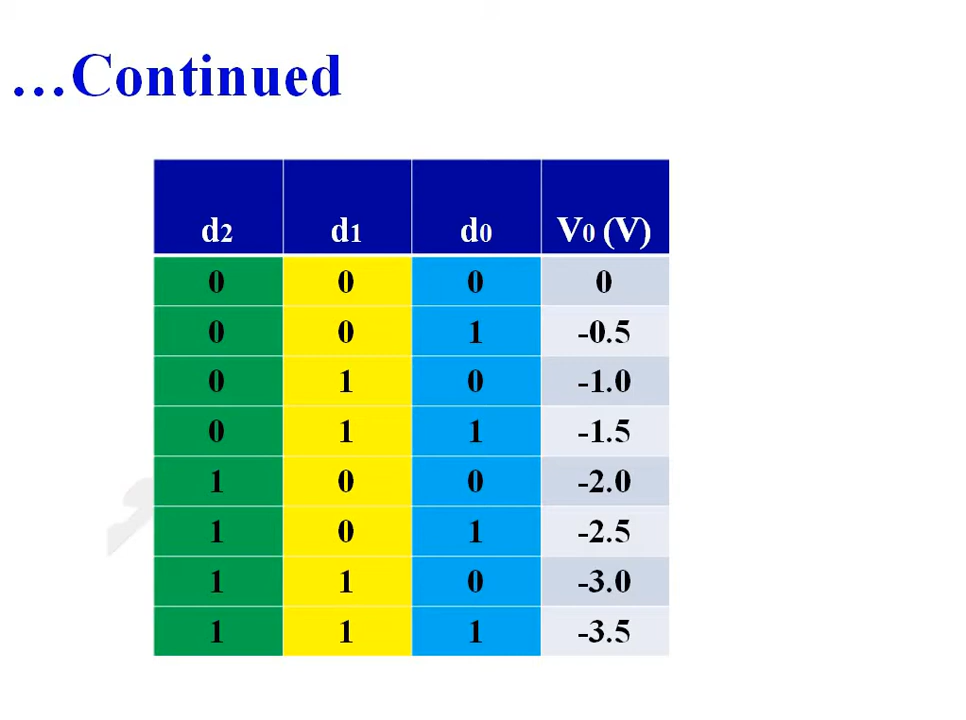 ...Continued
d2 d1 d0 V0 (V)
0 0 0 0
0 0 1 -0.5
0 1 0 -1.0
0 1 1 -1.5
1 0 0 -2.0
1 0 1 -2.5
1 1 0 -3.0
1 1 1 -3.5